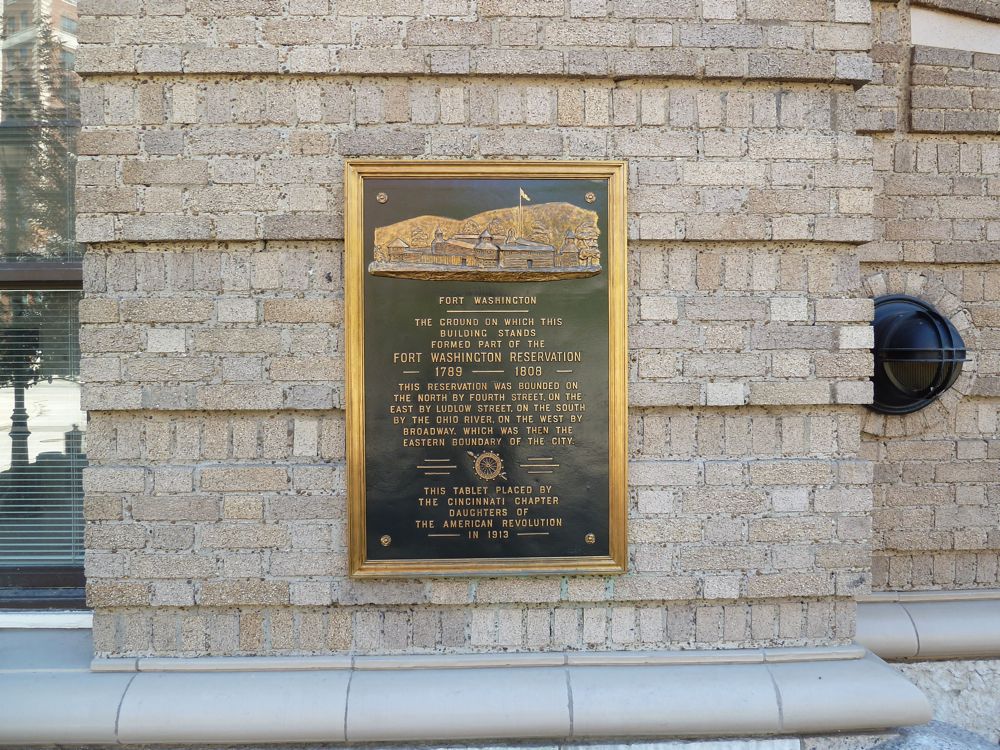 FORT WASHINGTON
THE GROUND ON WHICH THIS
BUILDING STANDS
FORMED PART OF THE
FORT WASHINGTON RESERVATION
1789 — 1808
THIS RESERVATION WAS BOUNDED ON
THE NORTH BY FOURTH STREET, ON THE
EAST BY LUDLOW STREET, ON THE SOUTH
BY THE OHIO RIVER, ON THE WEST BY
BROADWAY. WHICH WAS THEN THE
EASTERN BOUNDARY OF THE CITY.
THIS TABLET PLACED BY
THE CINCINNATI CHAPTER
DAUGHTERS OF
THE AMERICAN REVOLUTION
IN 1913